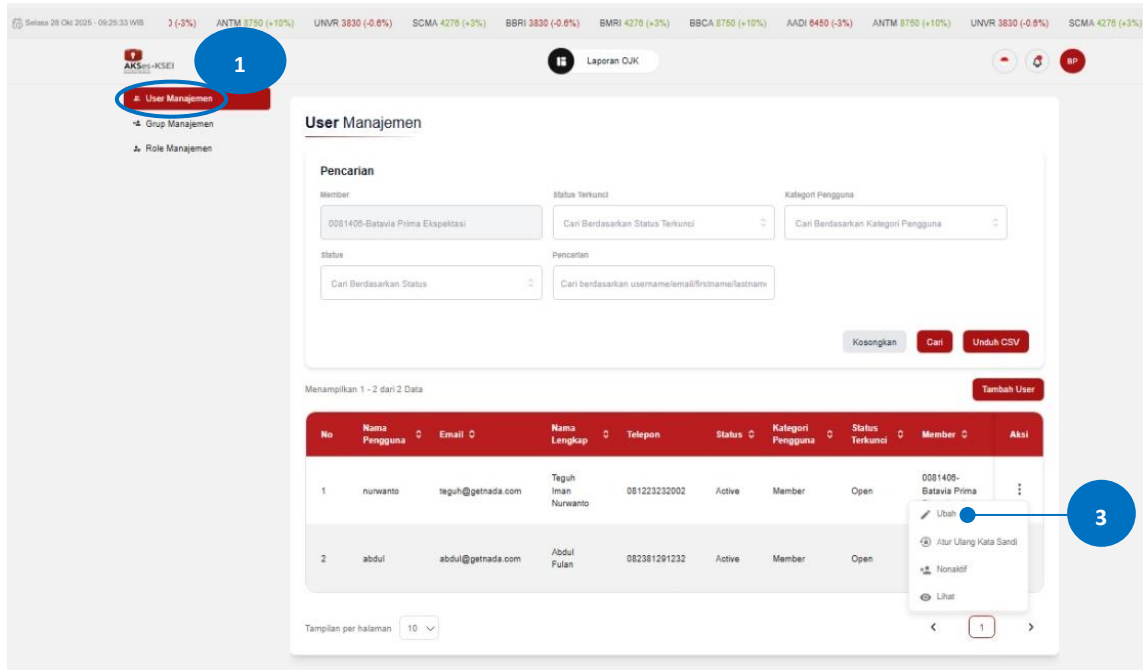 Selasa 28 Okt 2025 - 09:25:33 WIB (-3%) ANTM 8750 (+10%) UNVR 3830 (-0.6%) SCMA 4276 (+3%) BBRI 3830 (-0.6%) BMRI 4276 (+3%) BBCA 8750 (+10%) AADI 6450 (-3%) ANTM 8750 (+10%) UNVR 3830 (-0.6%) SCMA 4276 (+3%)
AKSes-KSEI
1
Laporan OJK
BP
User Manajemen
Grup Manajemen
Role Manajemen
User Manajemen
Pencarian
Member Status Terkunci Kategori Pengguna
0081406-Batavia Prima Ekspektasi Cari Berdasarkan Status Terkunci Cari Berdasarkan Kategori Pengguna
Status Pencarian
Cari Berdasarkan Status Cari berdasarkan username/email/firstname/lastname
Kosongkan Cari Unduh CSV
Menampilkan 1 - 2 dari 2 Data Tambah User
No Nama Pengguna Email Nama Lengkap Telepon Status Kategori Pengguna Status Terkunci Member Aksi
1 nurwanto teguh@getnada.com Teguh Iman Nurwanto 081223232002 Active Member Open 0081406-Batavia Prima
Ubah
3
Atur Ulang Kata Sandi
2 abdul abdul@getnada.com Abdul Fulan 082381291232 Active Member Open
Nonaktif
Lihat
Tampilan per halaman 10 1